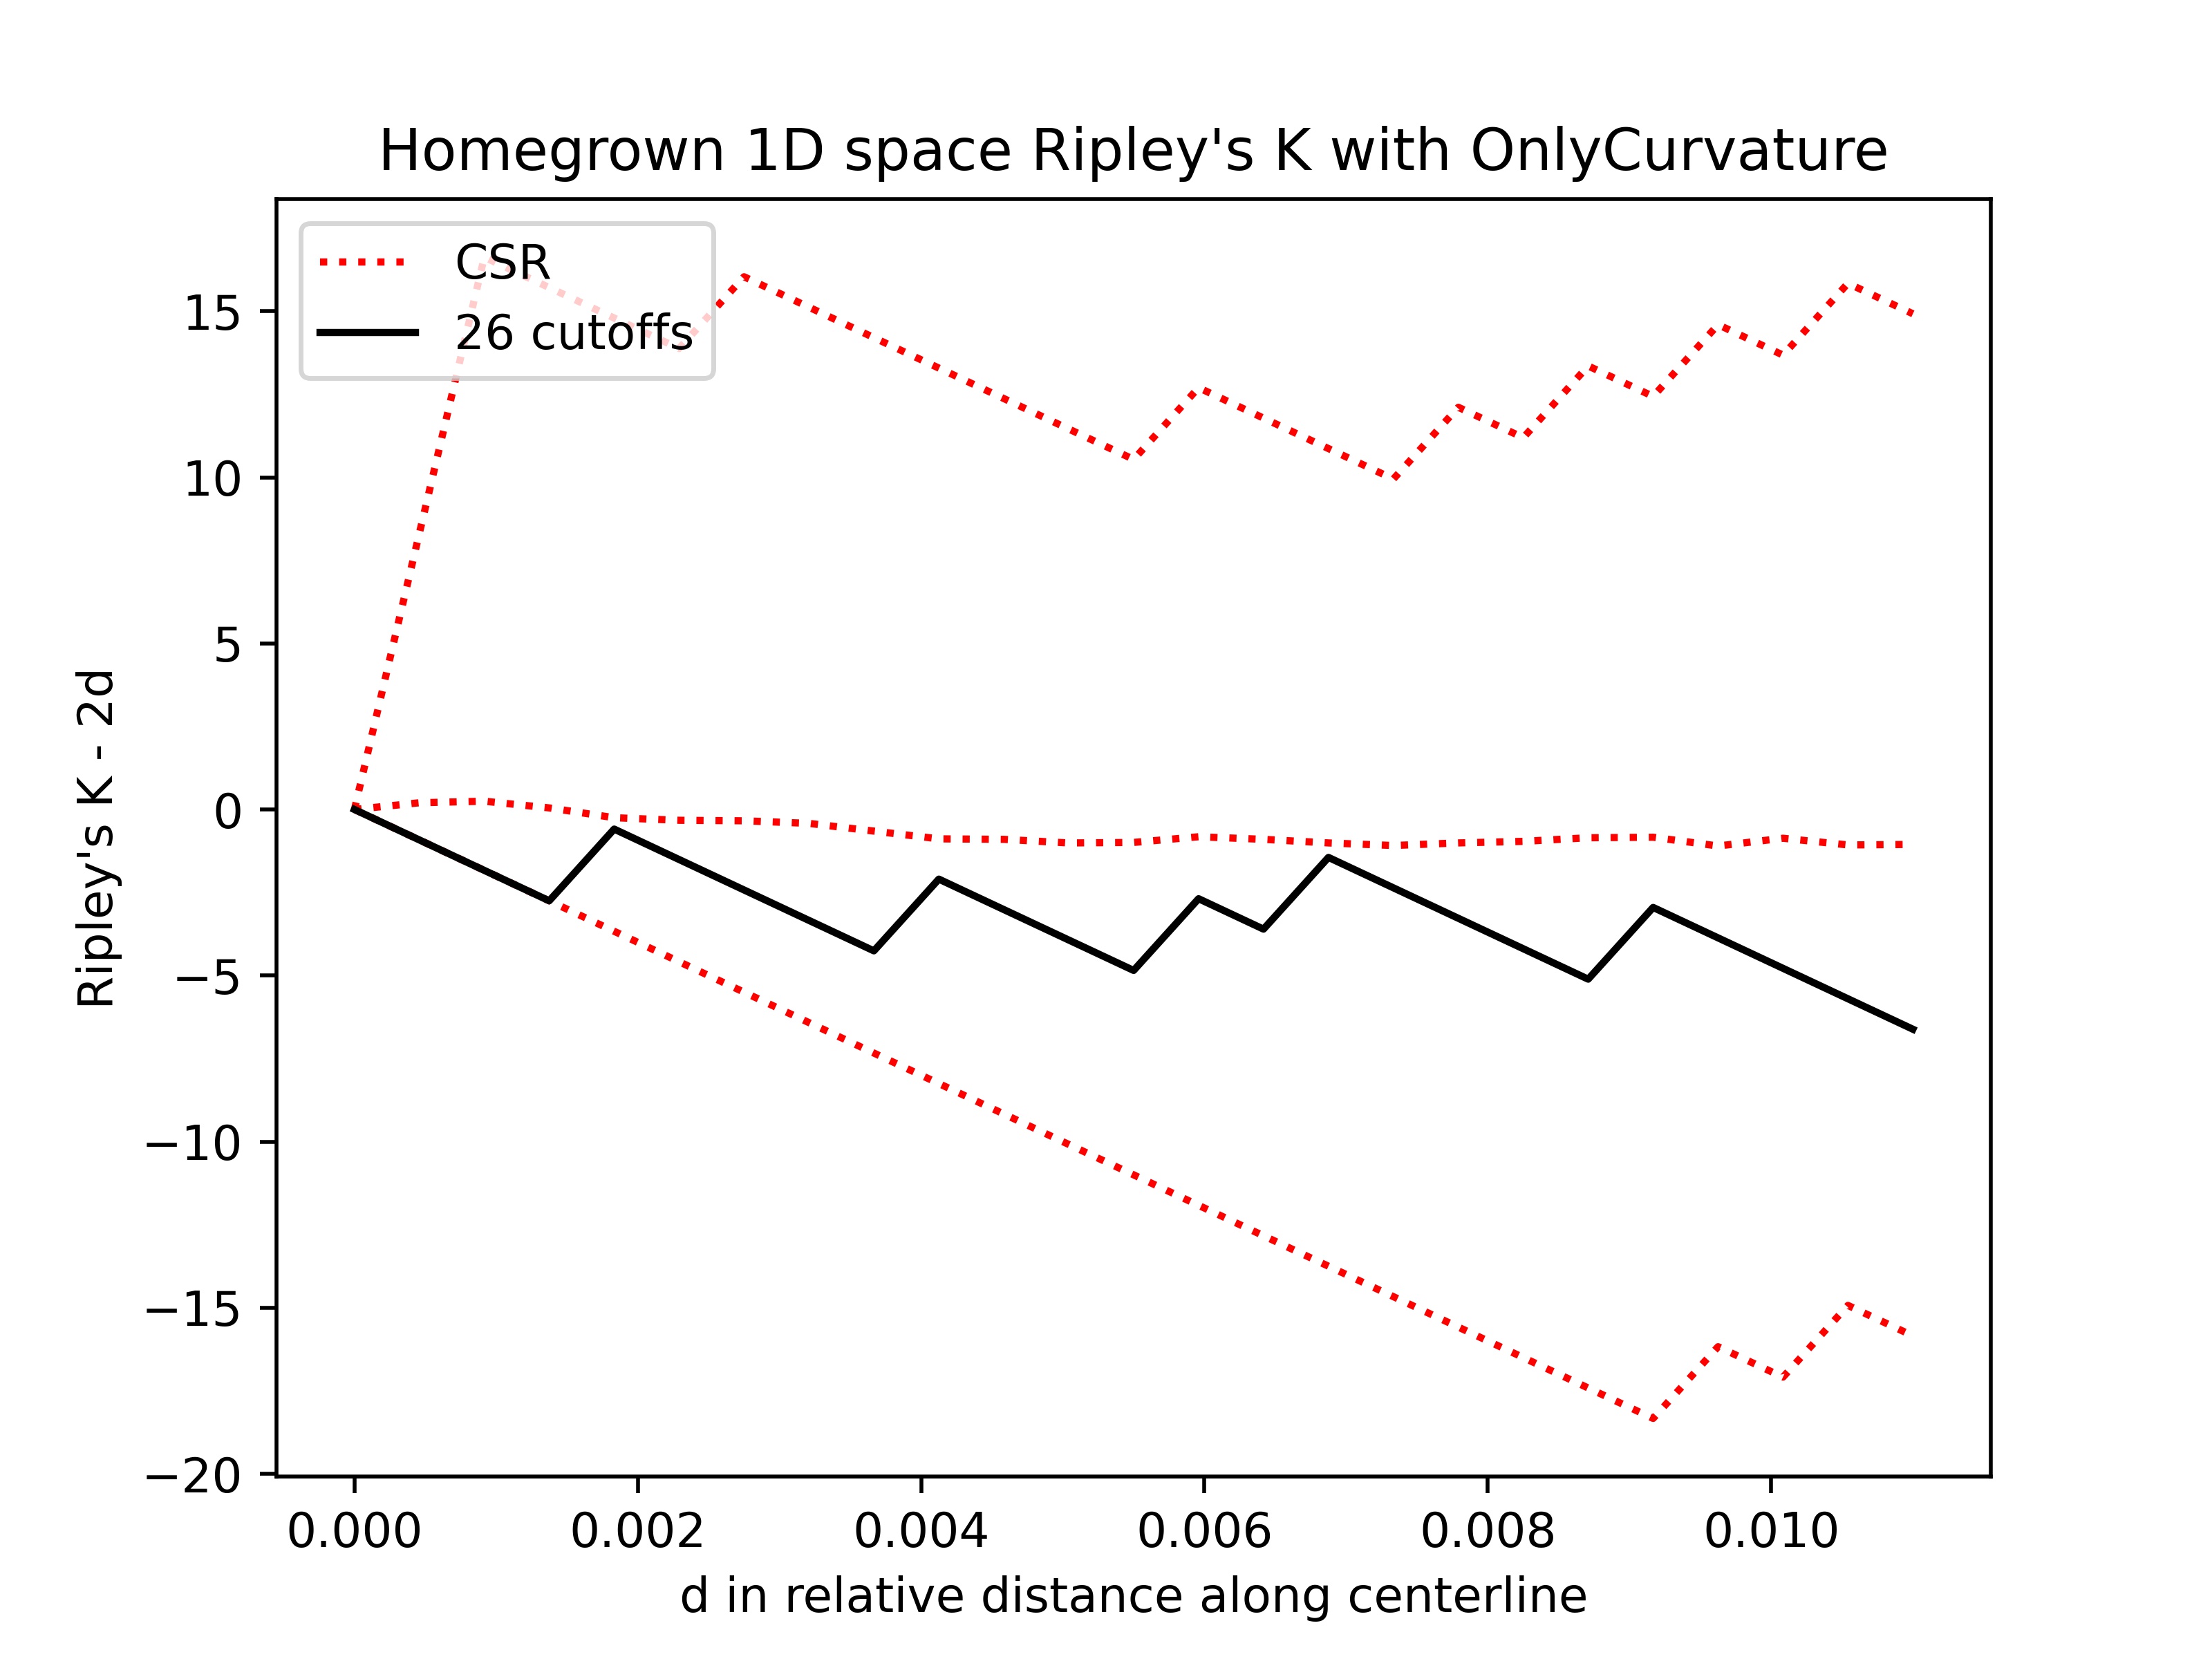 Homegrown 1D space Ripley's K with OnlyCurvature
CSR
26 cutoffs
Ripley's K - 2d
15
10
5
0
−5
−10
−15
−20
0.000
0.002
0.004
0.006
0.008
0.010
d in relative distance along centerline